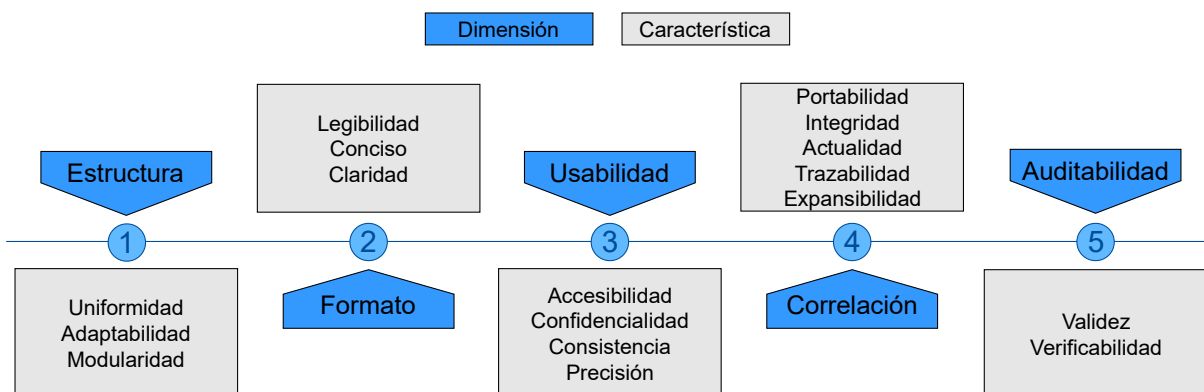 Dimensión
Característica
Estructura
1
Uniformidad
Adaptabilidad
Modularidad
Legibilidad
Conciso
Claridad
2
Formato
Usabilidad
3
Accesibilidad
Confidencialidad
Consistencia
Precisión
Portabilidad
Integridad
Actualidad
Trazabilidad
Expansibilidad
4
Correlación
Auditabilidad
5
Validez
Verificabilidad